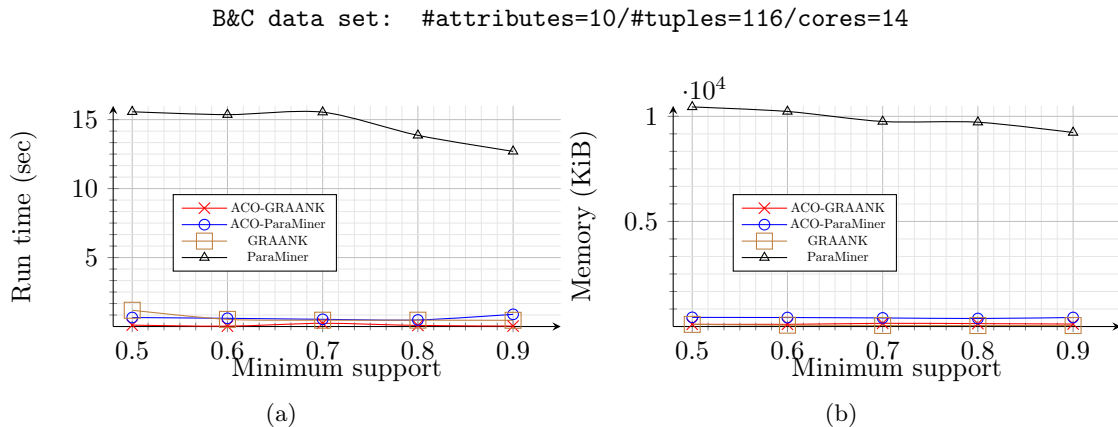 B&C data set: #attributes=10/#tuples=116/cores=14
Run time (sec)
15
10
5
ACO-GRAANK
ACO-ParaMiner
GRAANK
ParaMiner
0.5 0.6 0.7 0.8 0.9
Minimum support
(a)
Memory (KiB)
·10^4
1
0.5
ACO-GRAANK
ACO-ParaMiner
GRAANK
ParaMiner
0.5 0.6 0.7 0.8 0.9
Minimum support
(b)